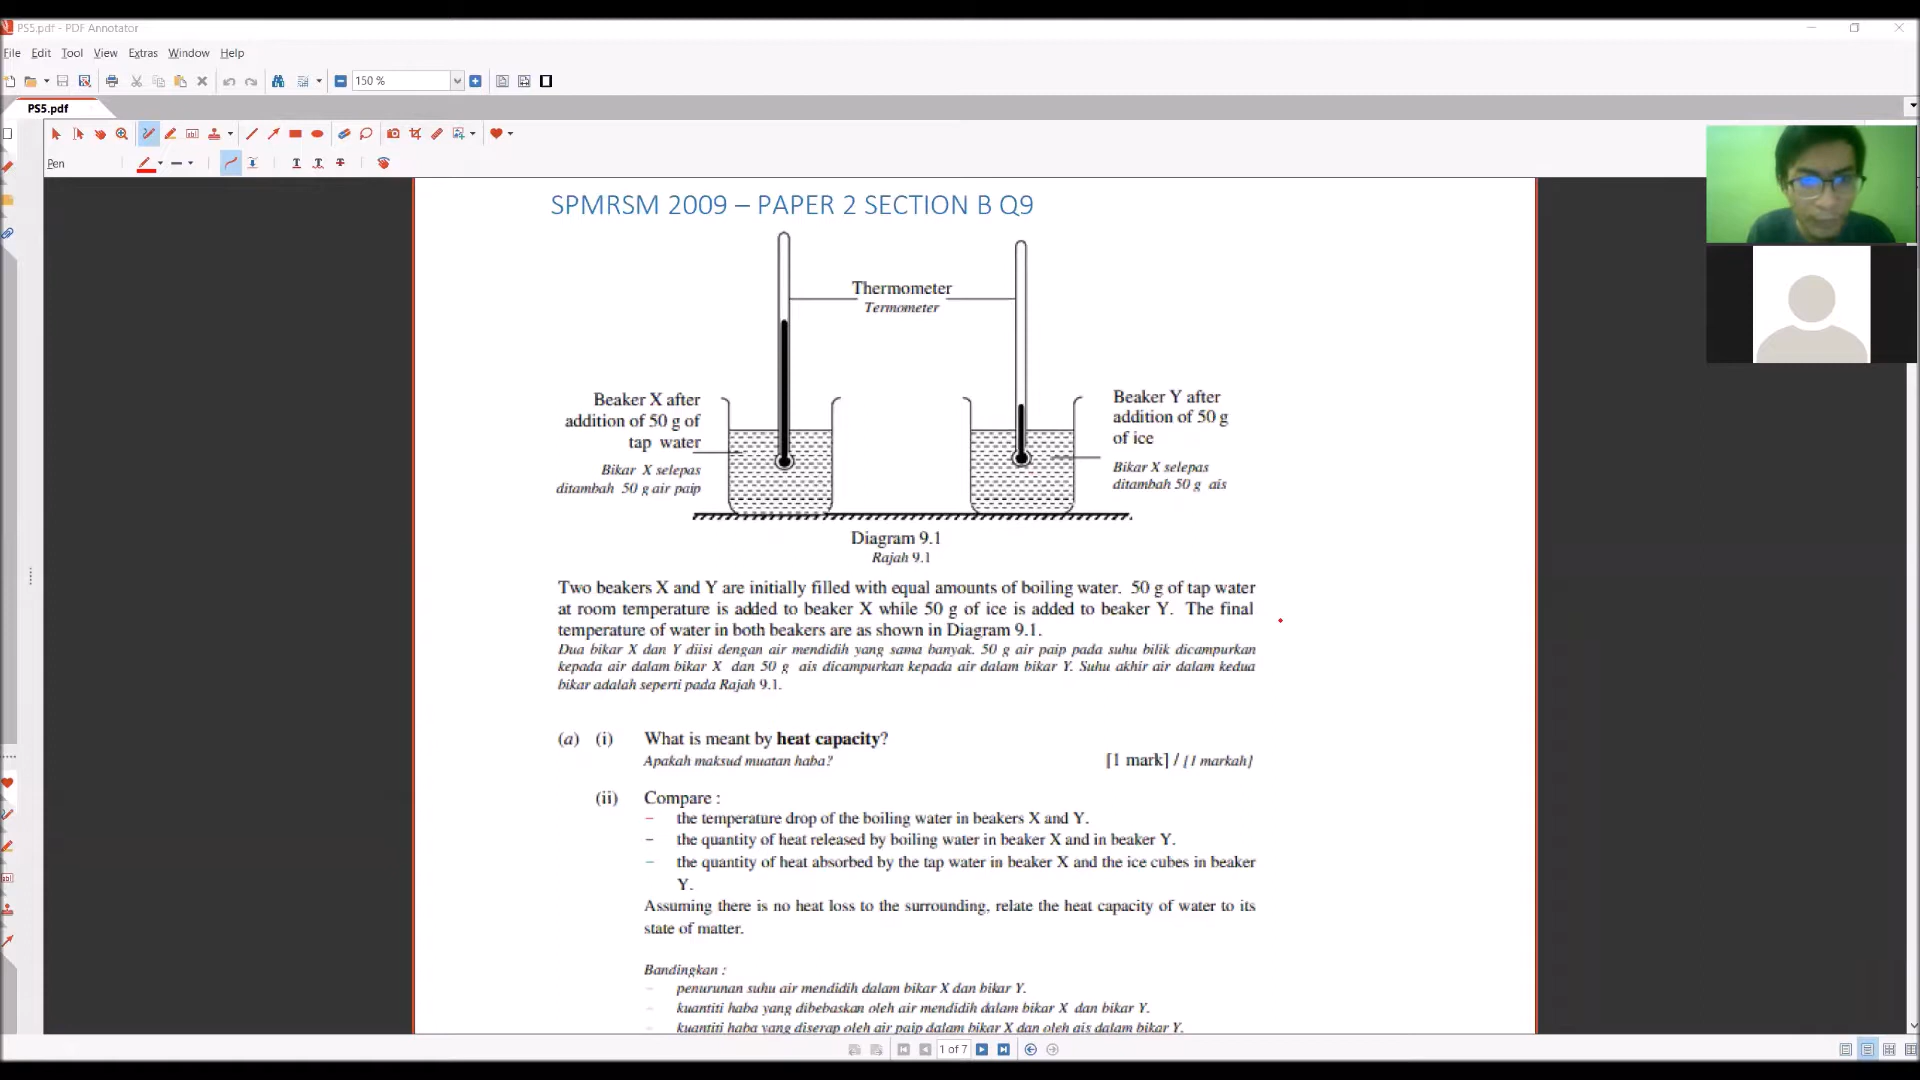 PS5.pdf - PDF Annotator
File Edit Tool View Extras Window Help
150 %
PS5.pdf
Pen
SPMRSM 2009 – PAPER 2 SECTION B Q9
Thermometer
Termometer
Beaker X after
addition of 50 g of
tap water
Bikar X selepas
ditambah 50 g air paip
Beaker Y after
addition of 50 g
of ice
Bikar X selepas
ditambah 50 g ais
Diagram 9.1
Rajah 9.1
Two beakers X and Y are initially filled with equal amounts of boiling water. 50 g of tap water
at room temperature is added to beaker X while 50 g of ice is added to beaker Y. The final
temperature of water in both beakers are as shown in Diagram 9.1.
Dua bikar X dan Y diisi dengan air mendidih yang sama banyak. 50 g air paip pada suhu bilik dicampurkan
kepada air dalam bikar X dan 50 g ais dicampurkan kepada air dalam bikar Y. Suhu akhir air dalam kedua
bikar adalah seperti pada Rajah 9.1.
(a) (i) What is meant by heat capacity?
Apakah maksud muatan haba? [1 mark] / [1 markah]
(ii) Compare :
– the temperature drop of the boiling water in beakers X and Y.
– the quantity of heat released by boiling water in beaker X and in beaker Y.
– the quantity of heat absorbed by the tap water in beaker X and the ice cubes in beaker
Y.
Assuming there is no heat loss to the surrounding, relate the heat capacity of water to its
state of matter.
Bandingkan :
– penurunan suhu air mendidih dalam bikar X dan bikar Y.
– kuantiti haba yang dibebaskan oleh air mendidih dalam bikar X dan bikar Y.
– kuantiti haba yang diserap oleh air paip dalam bikar X dan oleh ais dalam bikar Y.
1 of 7